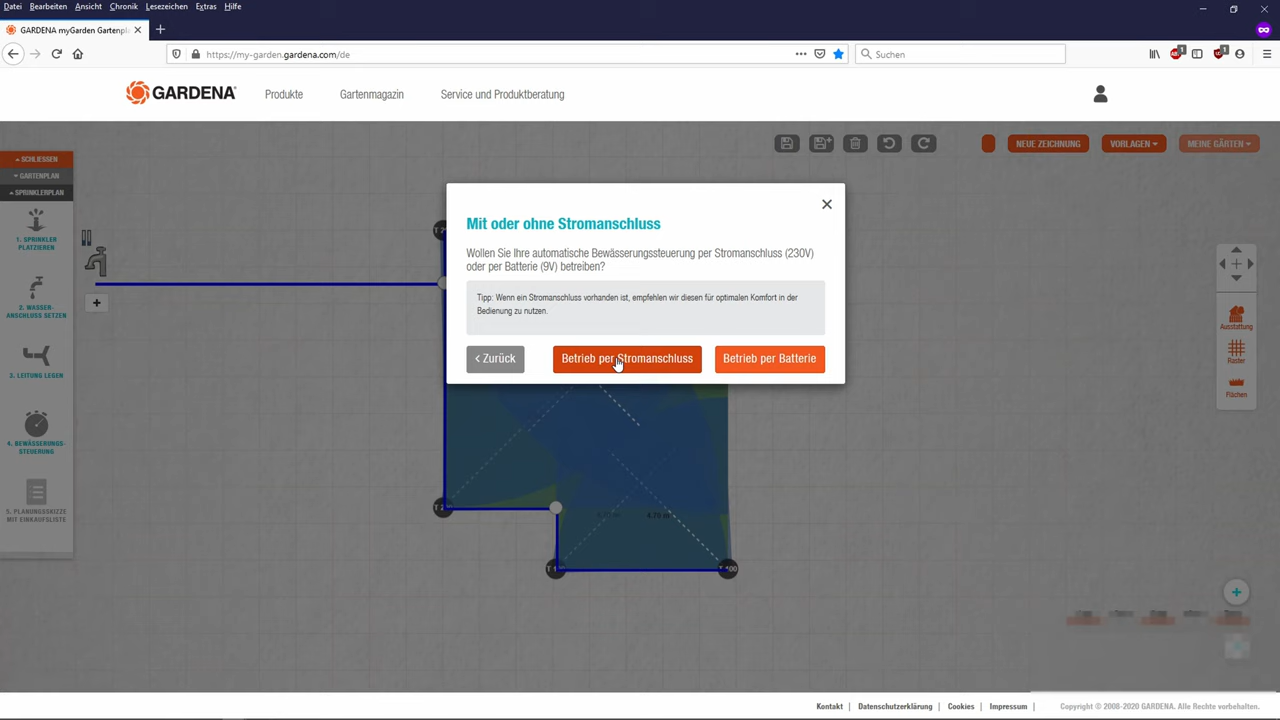 Datei Bearbeiten Ansicht Chronik Lesezeichen Extras Hilfe
GARDENA myGarden Gartenpla
https://my-garden.gardena.com/de
Suchen
GARDENA
Produkte
Gartenmagazin
Service und Produktberatung
NEUE ZEICHNUNG
VORLAGEN
MEINE GÄRTEN
SCHLIESSEN
GARTENPLAN
SPRINKLERPLAN
1. SPRINKLER
PLATZIEREN
2. WASSER-
ANSCHLUSS SETZEN
3. LEITUNG LEGEN
4. BEWÄSSERUNGS-
STEUERUNG
5. PLANUNGSSKIZZE
MIT EINKAUFSLISTE
Mit oder ohne Stromanschluss
Wollen Sie Ihre automatische Bewässerungssteuerung per Stromanschluss (230V)
oder per Batterie (9V) betreiben?
Tipp: Wenn ein Stromanschluss vorhanden ist, empfehlen wir diesen für optimalen Komfort in der
Bedienung zu nutzen.
< Zurück
Betrieb per Stromanschluss
Betrieb per Batterie
Ausstattung
Raster
Flächen
4.70 m
Kontakt | Datenschutzerklärung | Cookies | Impressum |
Copyright © 2008-2020 GARDENA. Alle Rechte vorbehalten.